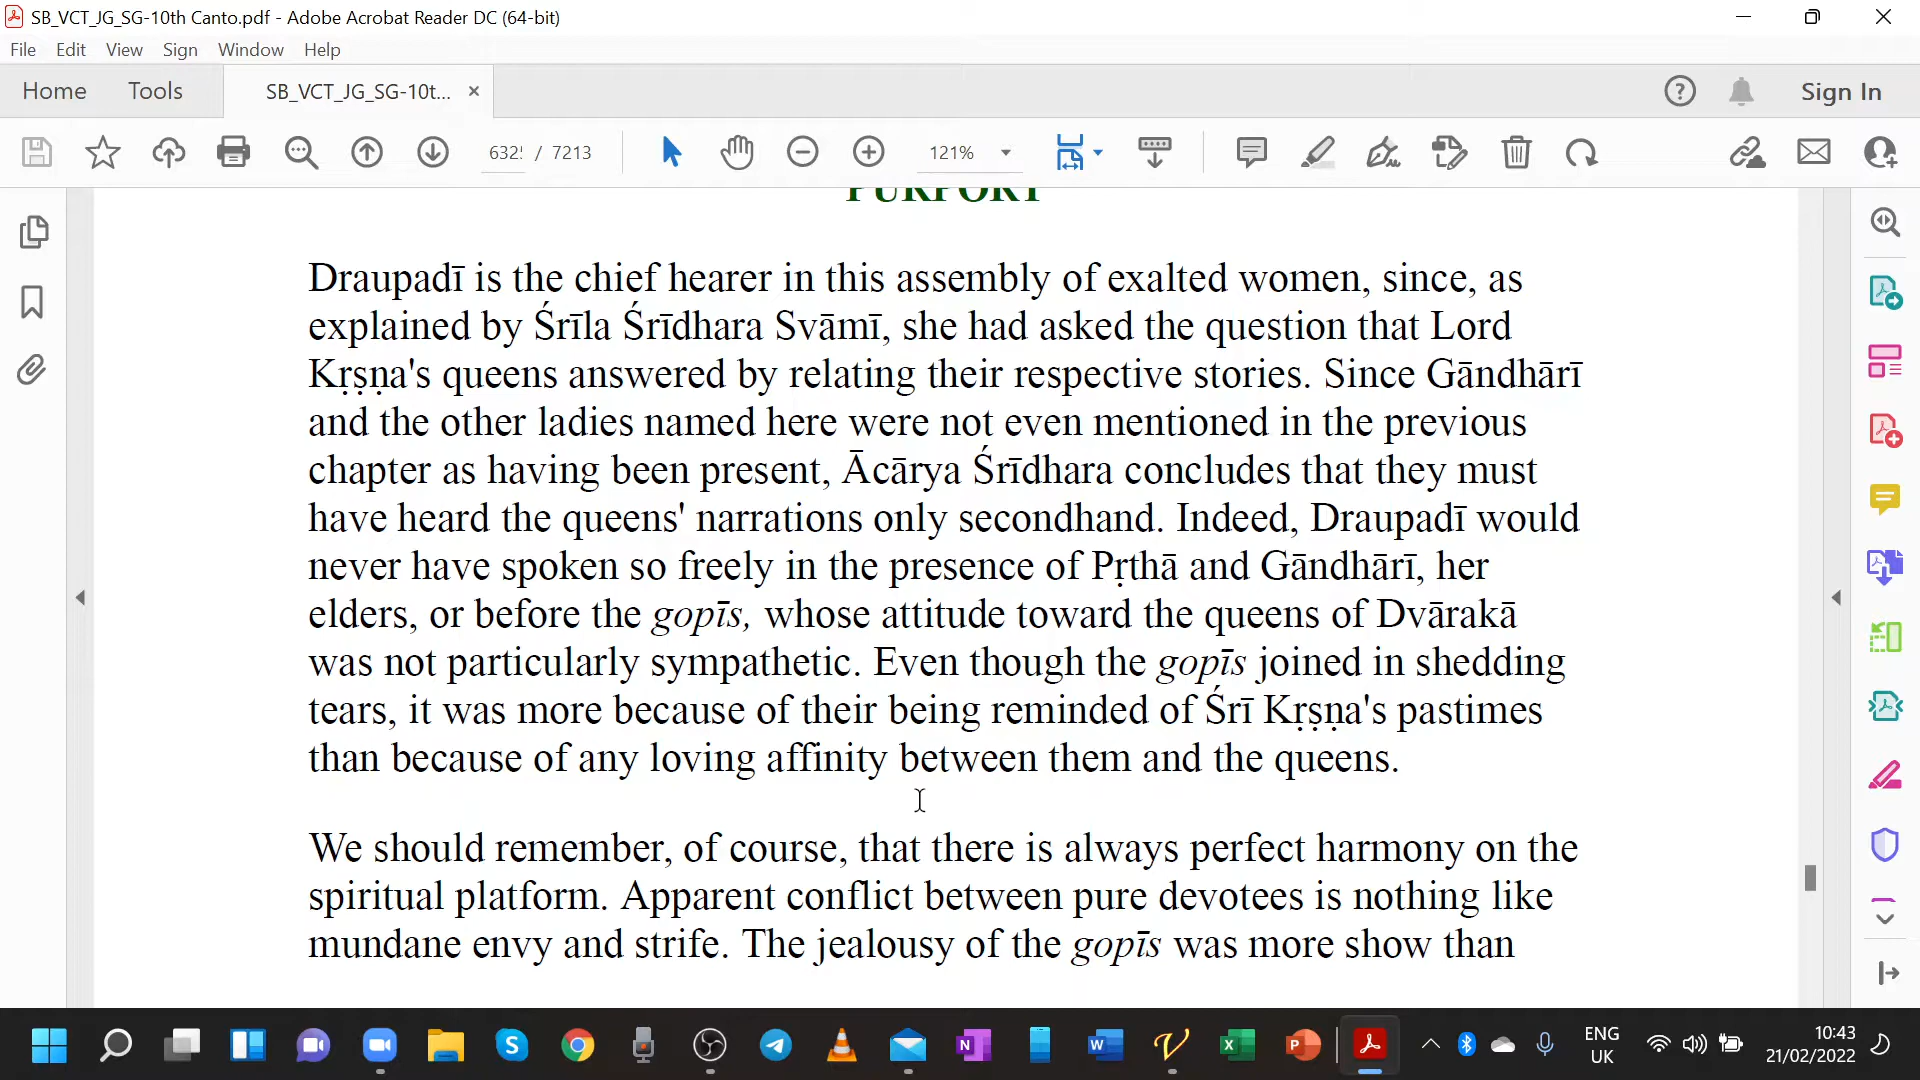 SB_VCT_JG_SG-10th Canto.pdf - Adobe Acrobat Reader DC (64-bit)
File Edit View Sign Window Help
Home Tools SB_VCT_JG_SG-10t... × Sign In
6325 / 7213 121%
PURPORT
Draupadī is the chief hearer in this assembly of exalted women, since, as
explained by Śrīla Śrīdhara Svāmī, she had asked the question that Lord
Kṛṣṇa's queens answered by relating their respective stories. Since Gāndhārī
and the other ladies named here were not even mentioned in the previous
chapter as having been present, Ācārya Śrīdhara concludes that they must
have heard the queens' narrations only secondhand. Indeed, Draupadī would
never have spoken so freely in the presence of Pṛthā and Gāndhārī, her
elders, or before the gopīs, whose attitude toward the queens of Dvārakā
was not particularly sympathetic. Even though the gopīs joined in shedding
tears, it was more because of their being reminded of Śrī Kṛṣṇa's pastimes
than because of any loving affinity between them and the queens.
We should remember, of course, that there is always perfect harmony on the
spiritual platform. Apparent conflict between pure devotees is nothing like
mundane envy and strife. The jealousy of the gopīs was more show than
ENG
UK
10:43
21/02/2022